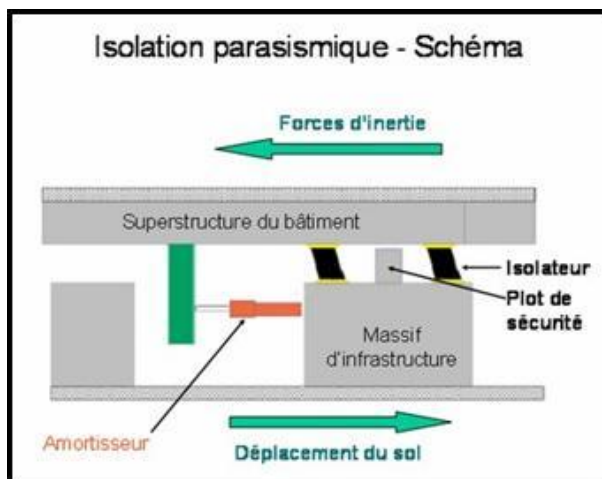 Isolation parasismique - Schéma
Forces d'inertie
Superstructure du bâtiment
Isolateur
Plot de
sécurité
Massif
d'infrastructure
Amortisseur
Déplacement du sol